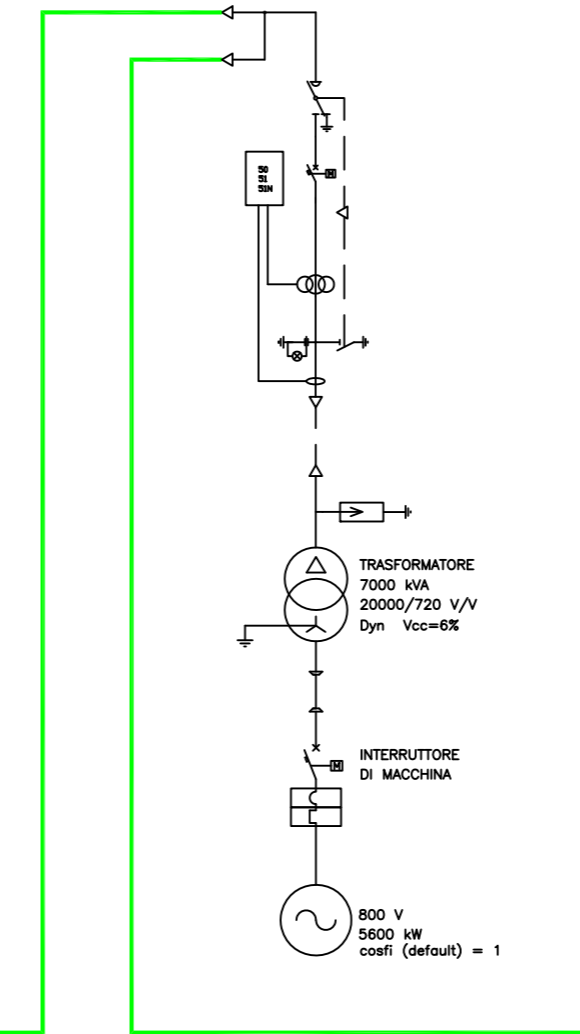 50
51
51N
M
TRASFORMATORE
7000 kVA
20000/720 V/V
Dyn Vcc=6%
INTERRUTTORE
M
DI MACCHINA
800 V
5600 kW
cosfi (default) = 1